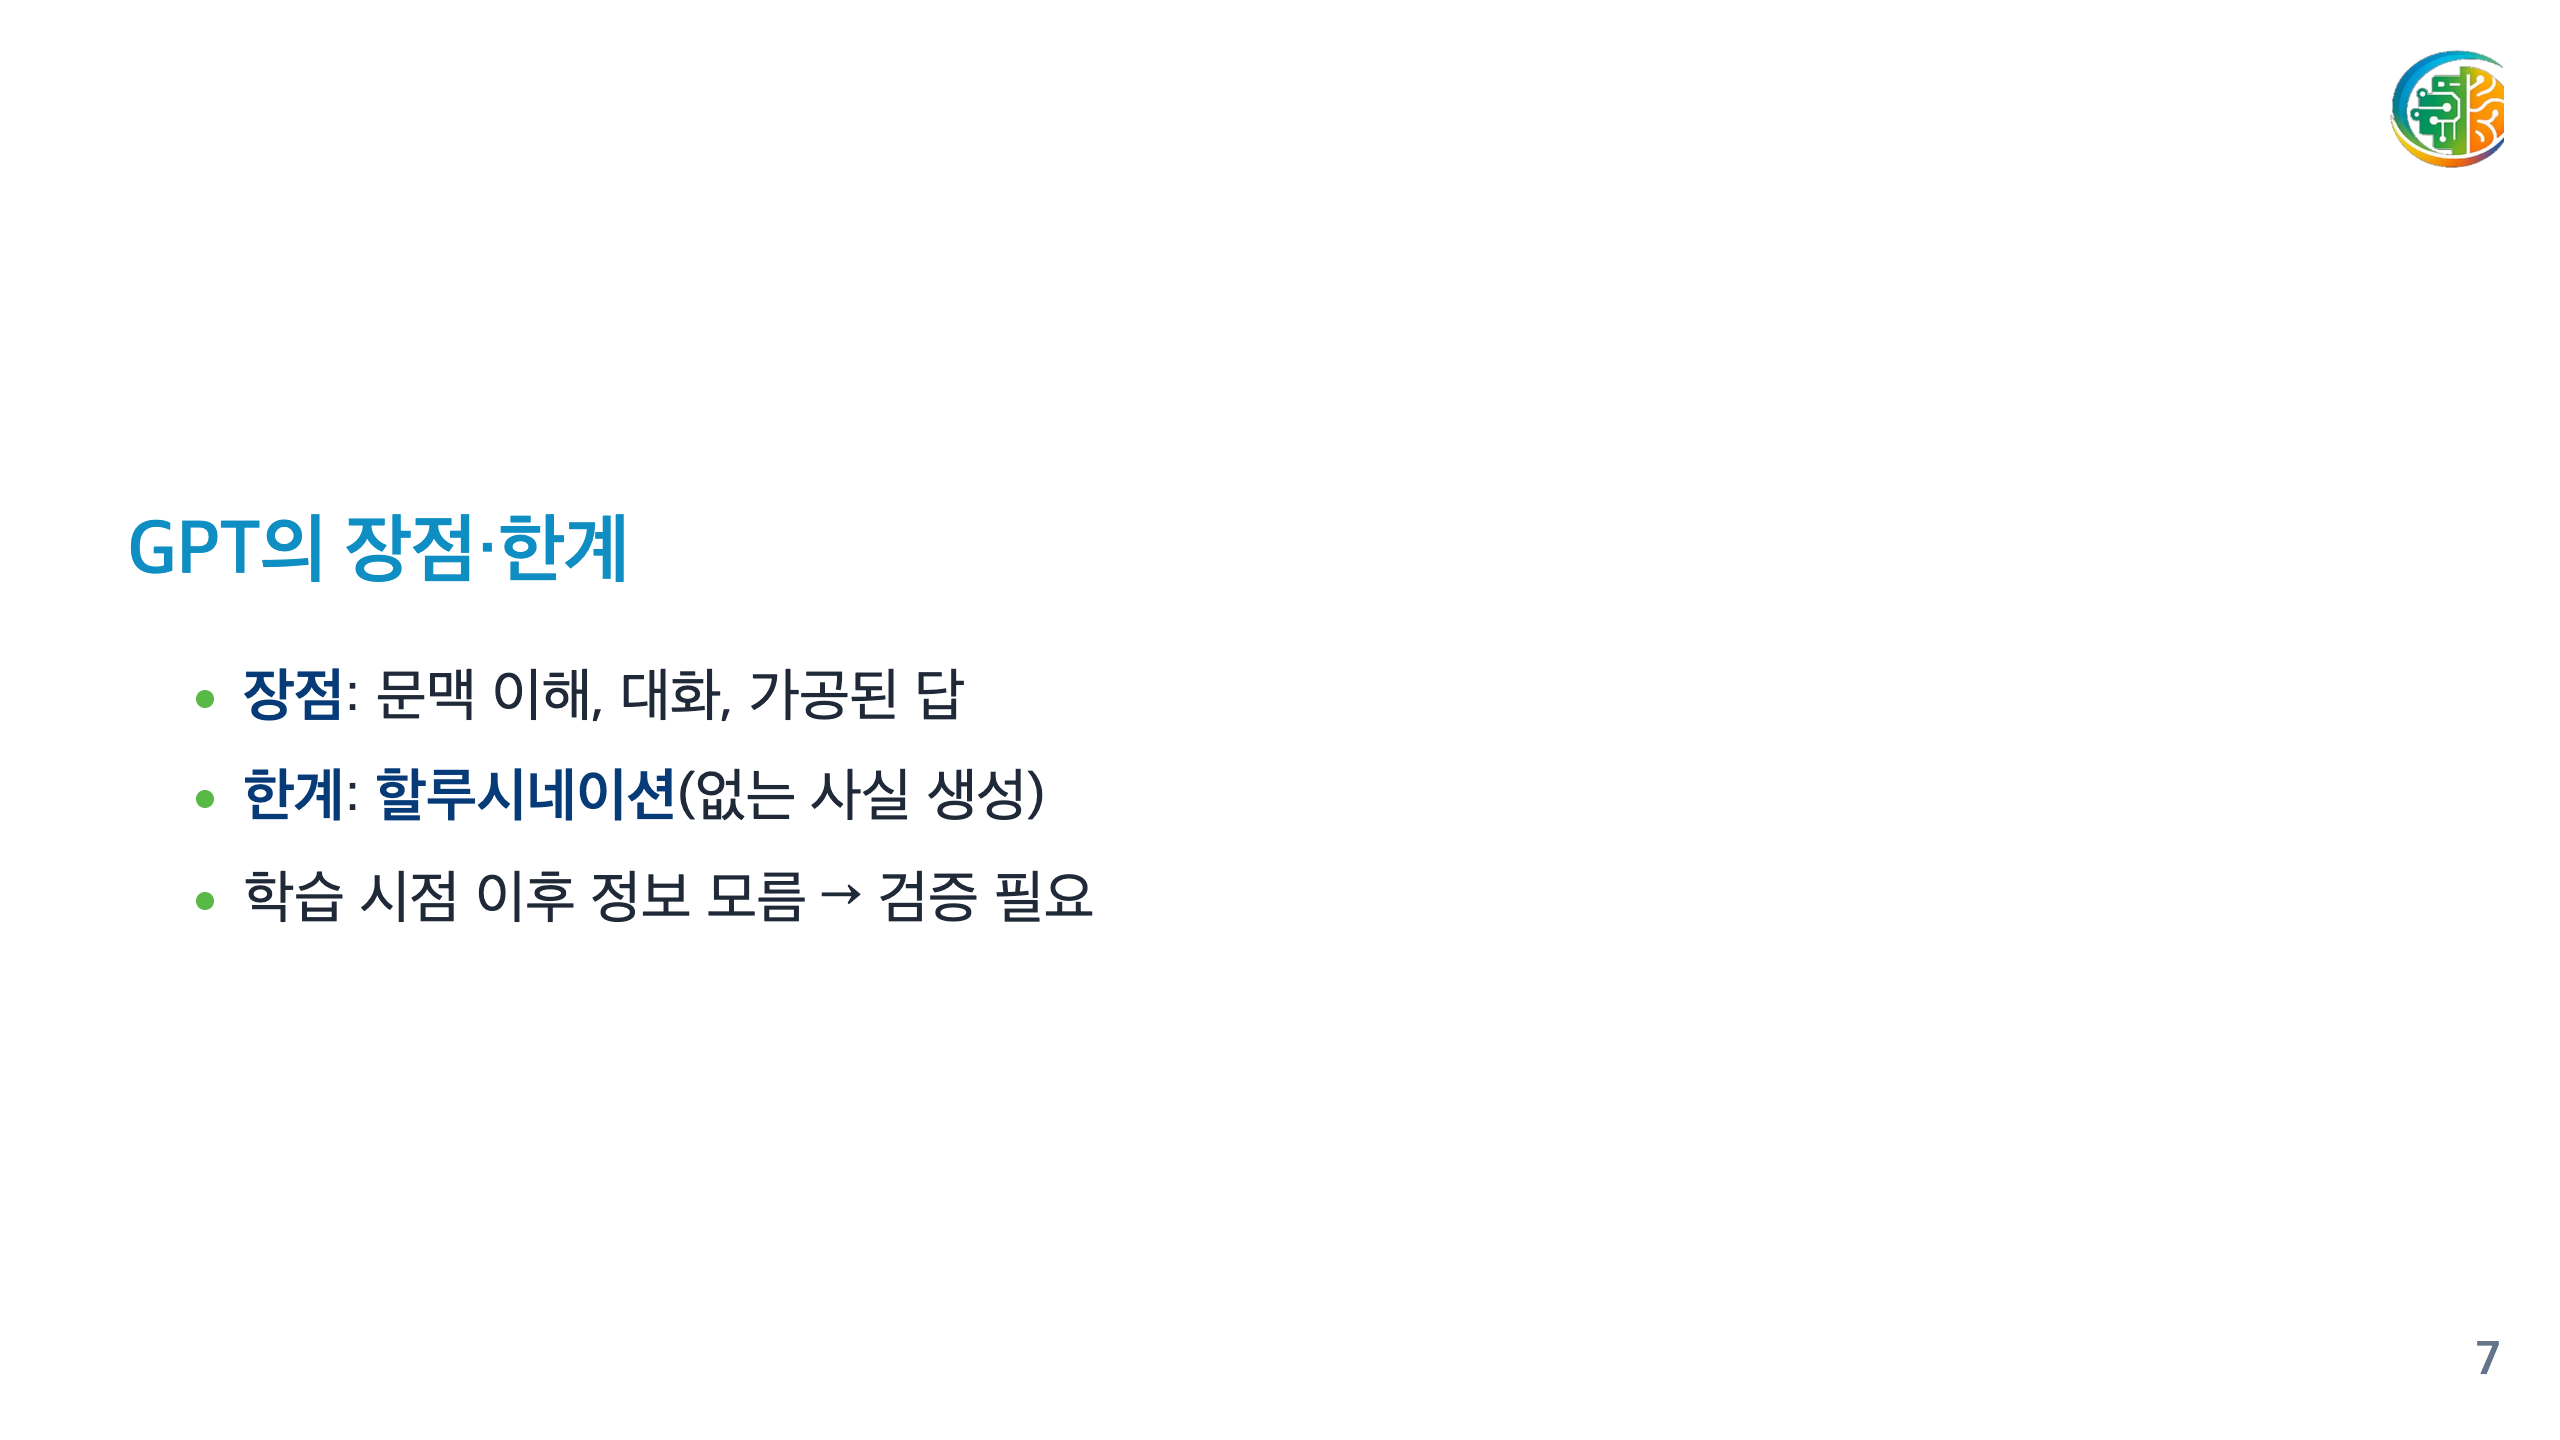 GPT의 장점·한계
장점: 문맥 이해, 대화, 가공된 답
한계: 할루시네이션(없는 사실 생성)
학습 시점 이후 정보 모름 → 검증 필요
7